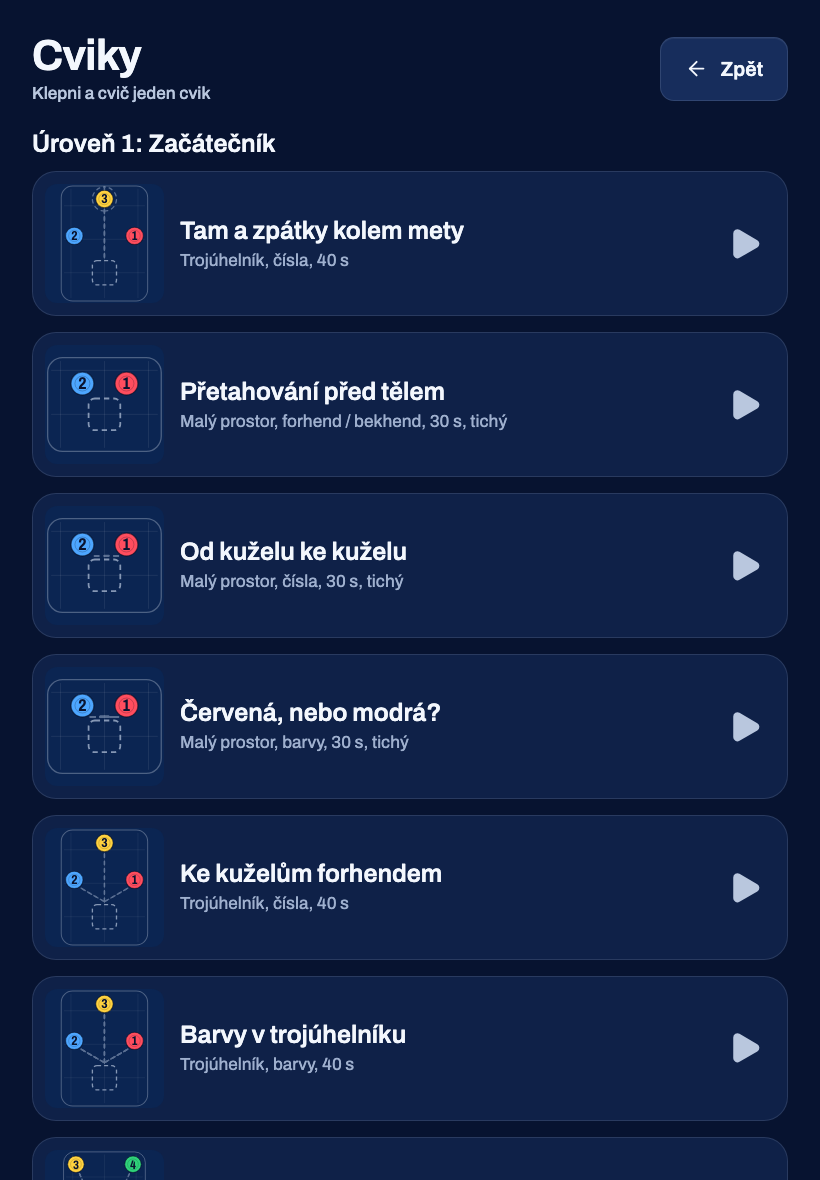 Cviky
Klepni a cvič jeden cvik
← Zpět
Úroveň 1: Začátečník
3
2 1
Tam a zpátky kolem mety
Trojúhelník, čísla, 40 s
2 1
Přetahování před tělem
Malý prostor, forhend / bekhend, 30 s, tichý
2 1
Od kuželu ke kuželu
Malý prostor, čísla, 30 s, tichý
2 1
Červená, nebo modrá?
Malý prostor, barvy, 30 s, tichý
3
2 1
Ke kuželům forhendem
Trojúhelník, čísla, 40 s
3
2 1
Barvy v trojúhelníku
Trojúhelník, barvy, 40 s
3 4